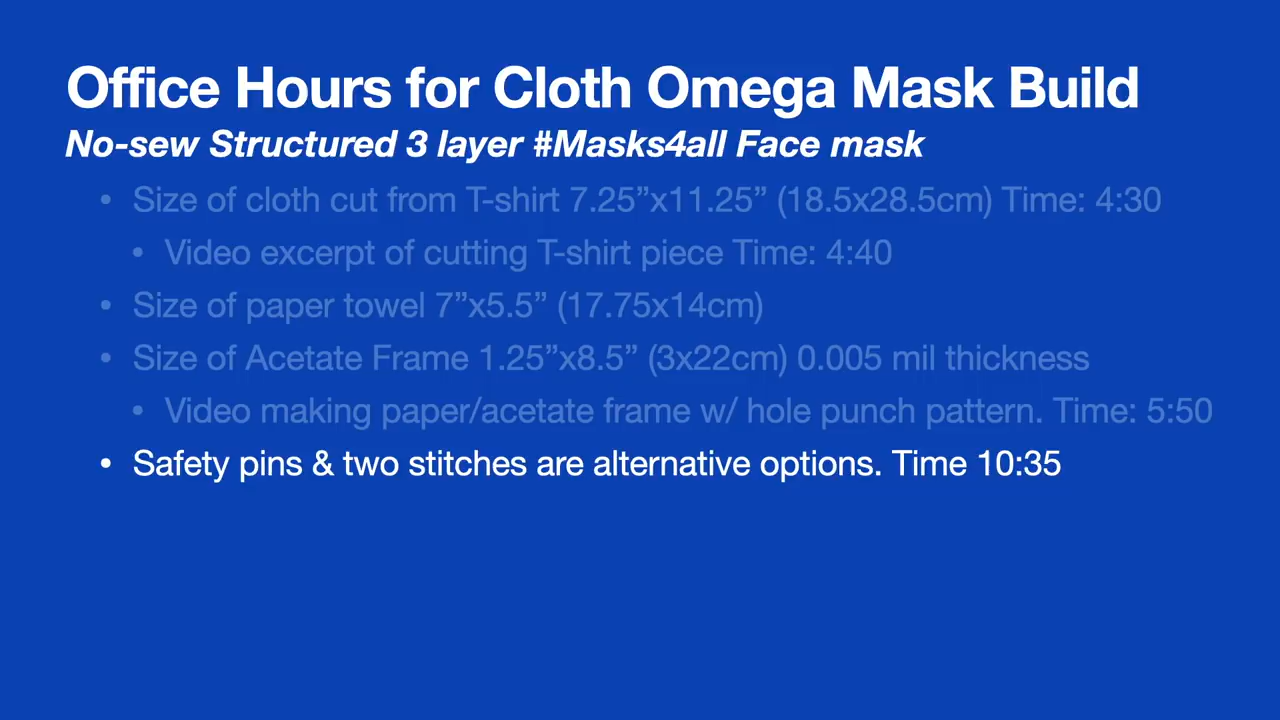 Office Hours for Cloth Omega Mask Build
No-sew Structured 3 layer #Masks4all Face mask
• Size of cloth cut from T-shirt 7.25”x11.25” (18.5x28.5cm) Time: 4:30
• Video excerpt of cutting T-shirt piece Time: 4:40
• Size of paper towel 7”x5.5” (17.75x14cm)
• Size of Acetate Frame 1.25”x8.5” (3x22cm) 0.005 mil thickness
• Video making paper/acetate frame w/ hole punch pattern. Time: 5:50
• Safety pins & two stitches are alternative options. Time 10:35